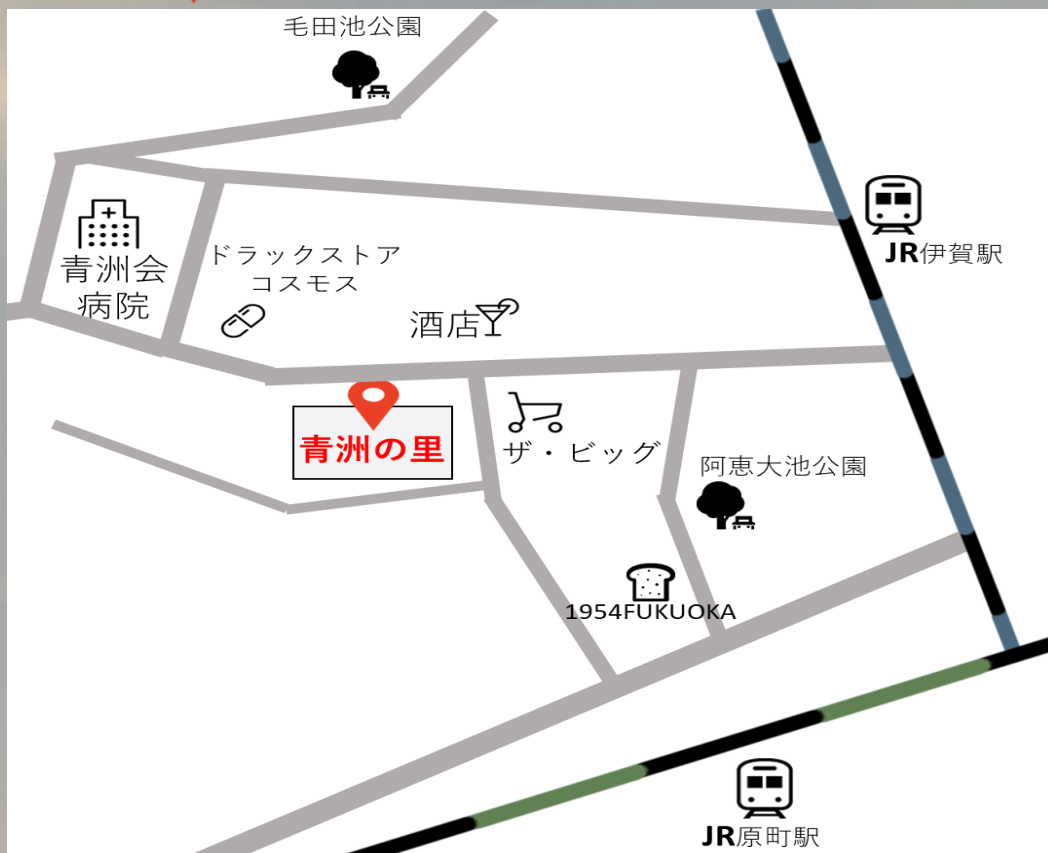 毛田池公園
JR伊賀駅
青洲会
病院
ドラックストア
コスモス
酒店
青洲の里
ザ・ビッグ
阿恵大池公園
1954FUKUOKA
JR原町駅